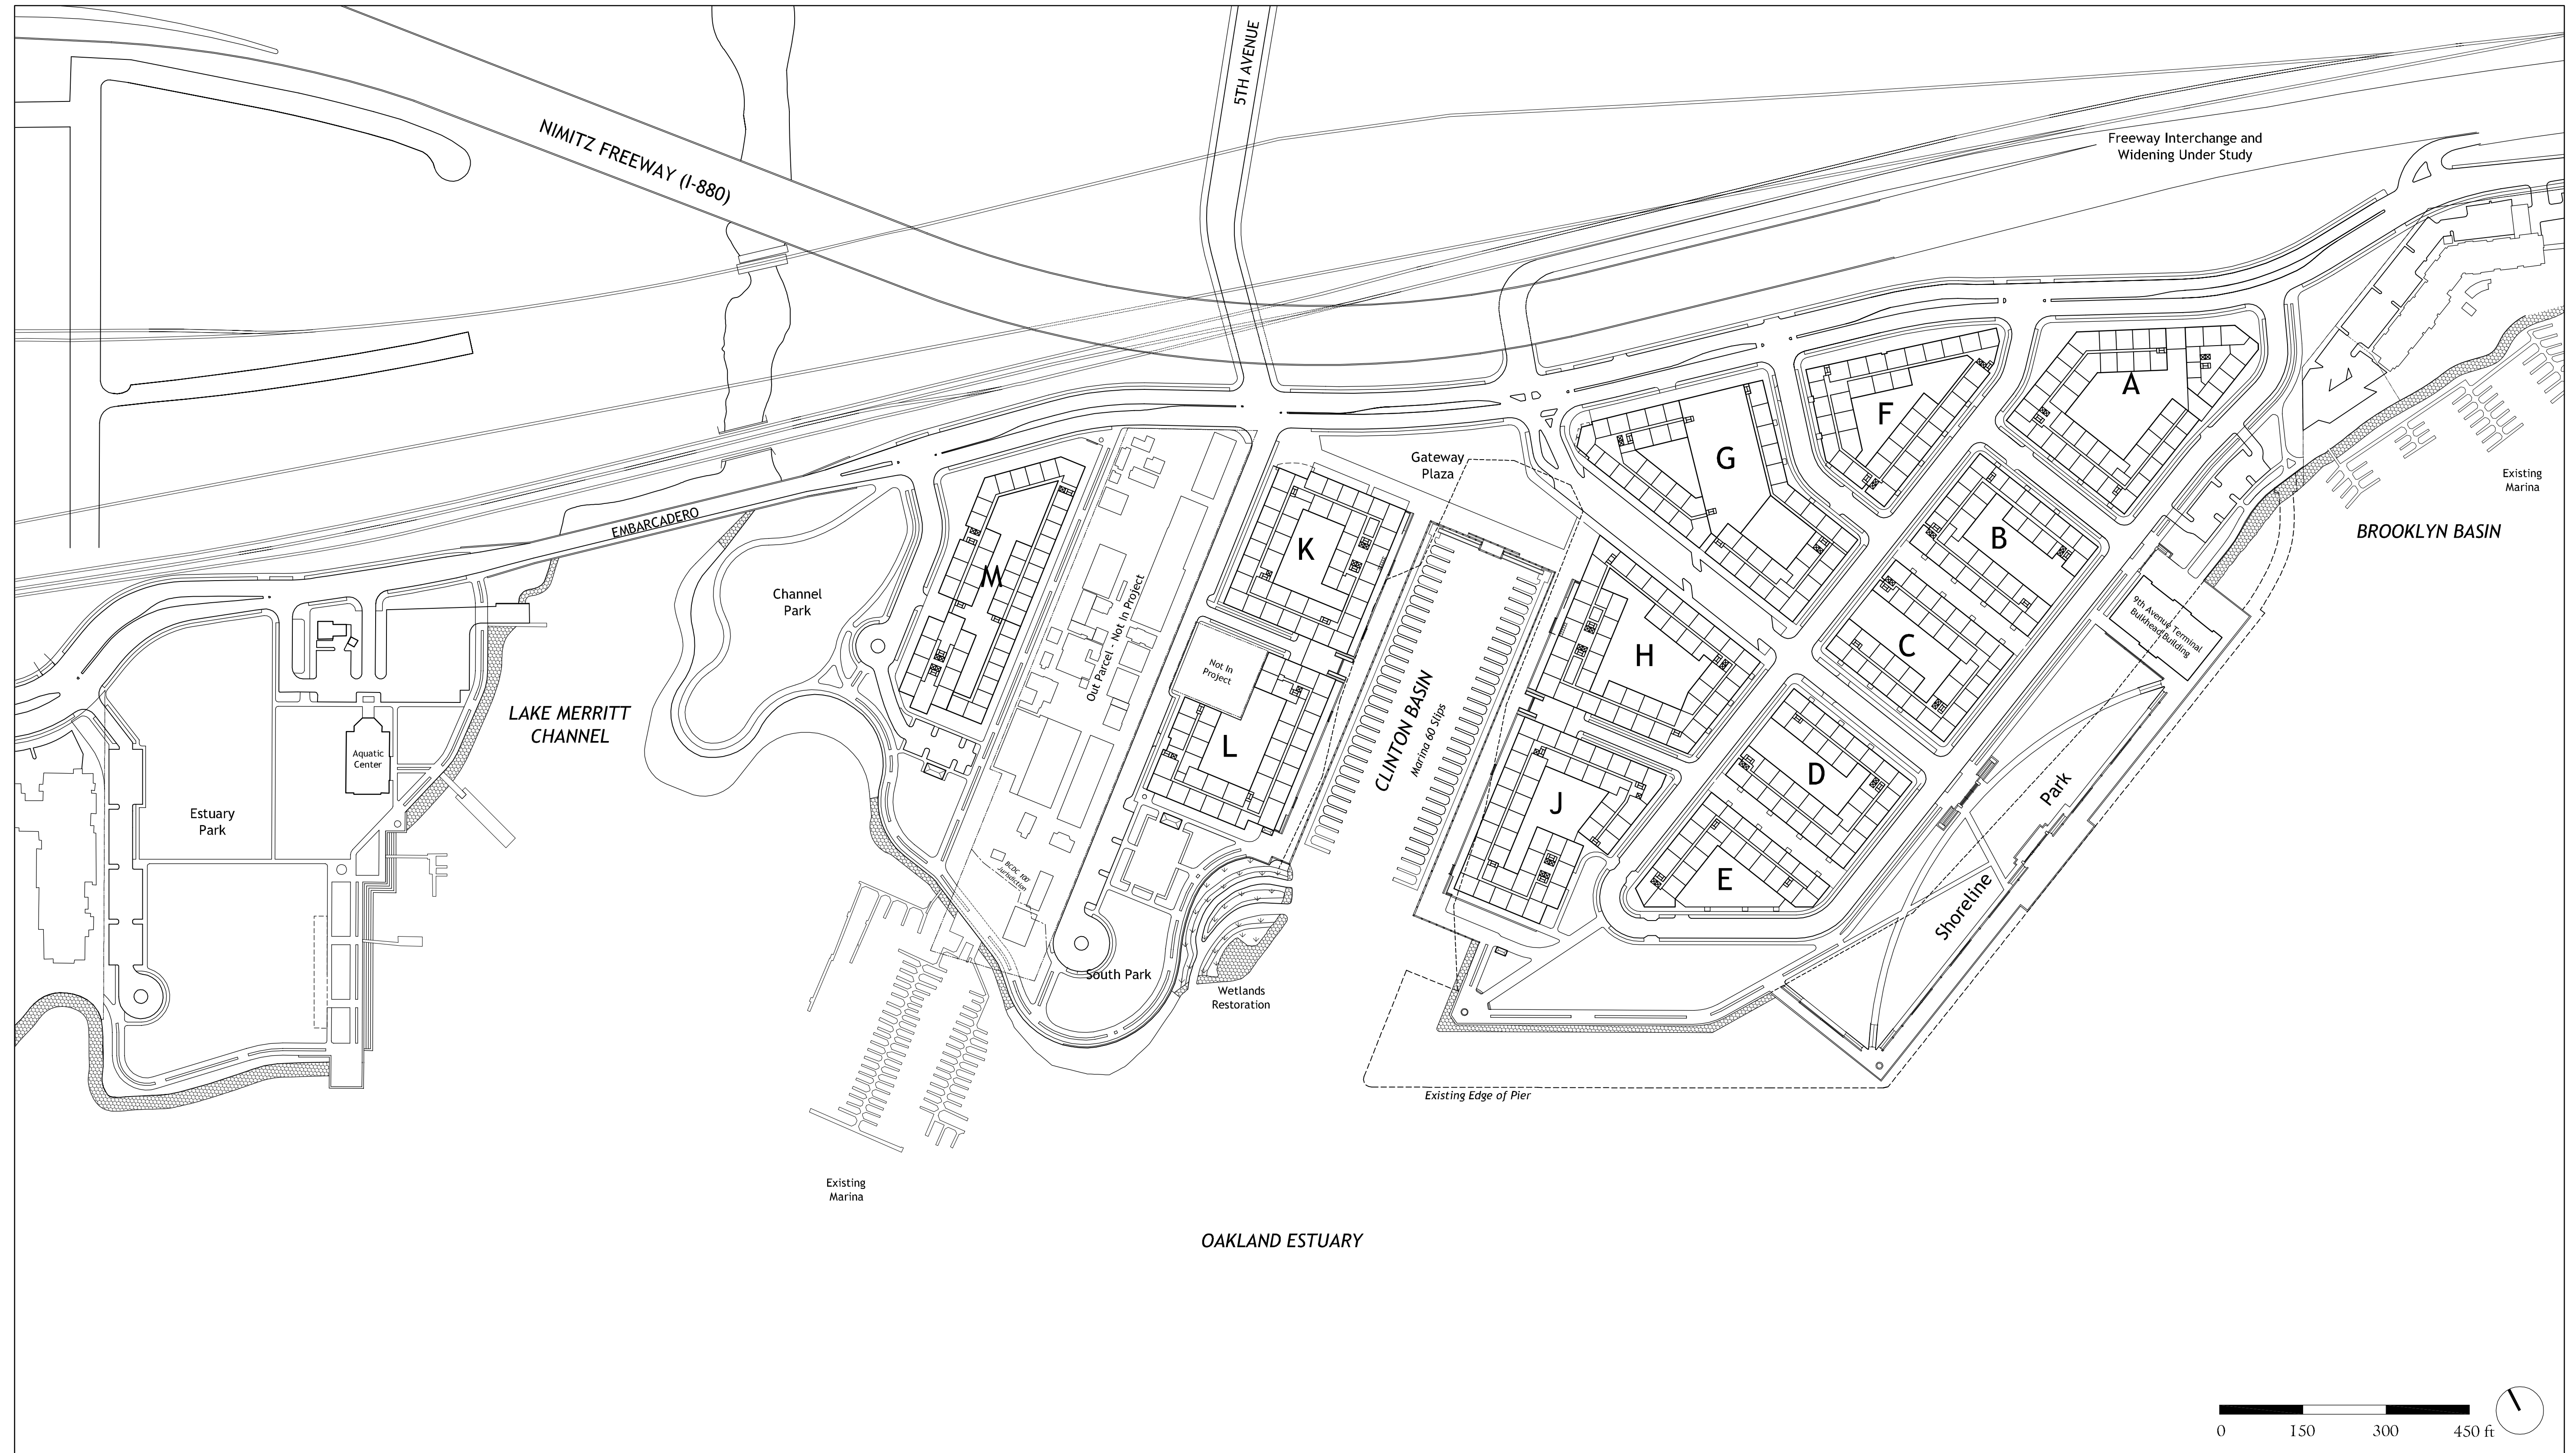 5TH AVENUE
NIMITZ FREEWAY (I-880)
Freeway Interchange and
Widening Under Study
A
F
G
Gateway
Plaza
Existing
Marina
BROOKLYN BASIN
EMBARCADERO
B
K
M
Channel
Park
Out Parcel - Not In Project
9th Avenue Terminal
Bulkhead Building
C
H
Not In
Project
LAKE MERRITT
CHANNEL
CLINTON BASIN
Marina 60 Slips
L
Aquatic
Center
D
J
Shoreline Park
Estuary
Park
E
BCDC 100'
Jurisdiction
South Park
Wetlands
Restoration
Existing Edge of Pier
Existing
Marina
OAKLAND ESTUARY
0 150 300 450 ft